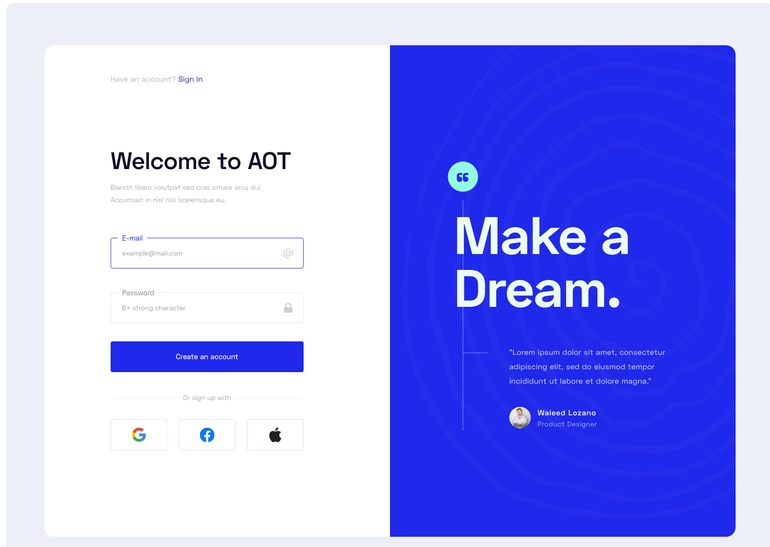 Have an account? Sign In
Welcome to AOT
Blandit libero volutpat sed cras ornare arcu dui.
Accumsan in nisl nisi scelerisque eu.
E-mail
example@mail.com
@
Password
6+ strong character
Create an account
Or sign up with
“
Make a
Dream.
"Lorem ipsum dolor sit amet, consectetur
adipiscing elit, sed do eiusmod tempor
incididunt ut labore et dolore magna."
Waleed Lozano
Product Designer